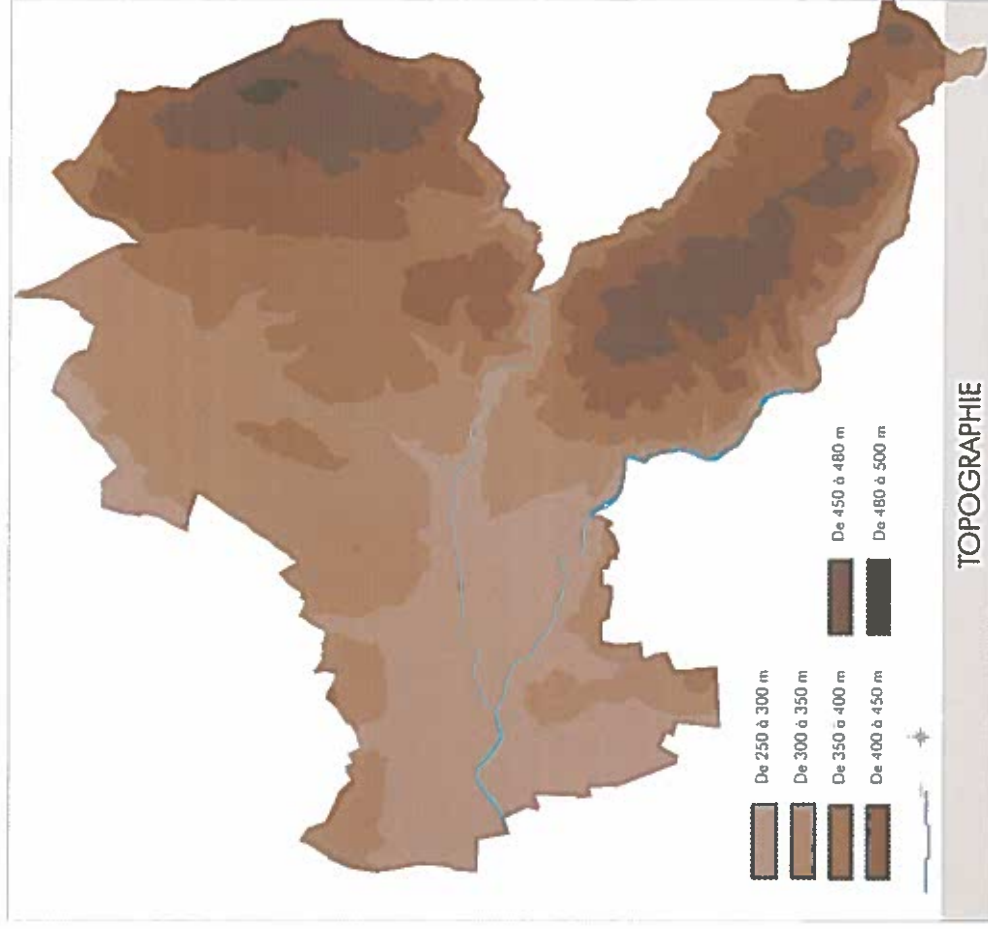 De 250 à 300 m
De 300 à 350 m
De 350 à 400 m
De 400 à 450 m
De 450 à 480 m
De 480 à 500 m
TOPOGRAPHIE